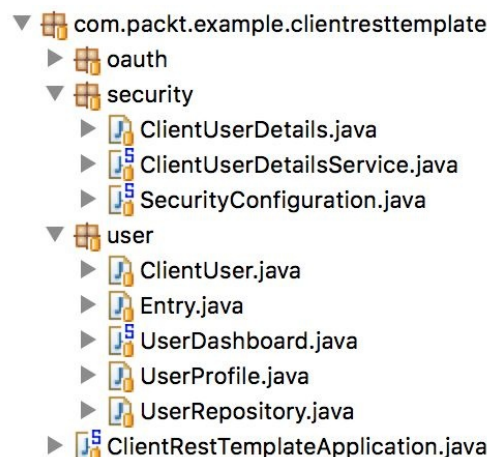 com.packt.example.clientresttemplate
oauth
security
ClientUserDetails.java
ClientUserDetailsService.java
SecurityConfiguration.java
user
ClientUser.java
Entry.java
UserDashboard.java
UserProfile.java
UserRepository.java
ClientRestTemplateApplication.java